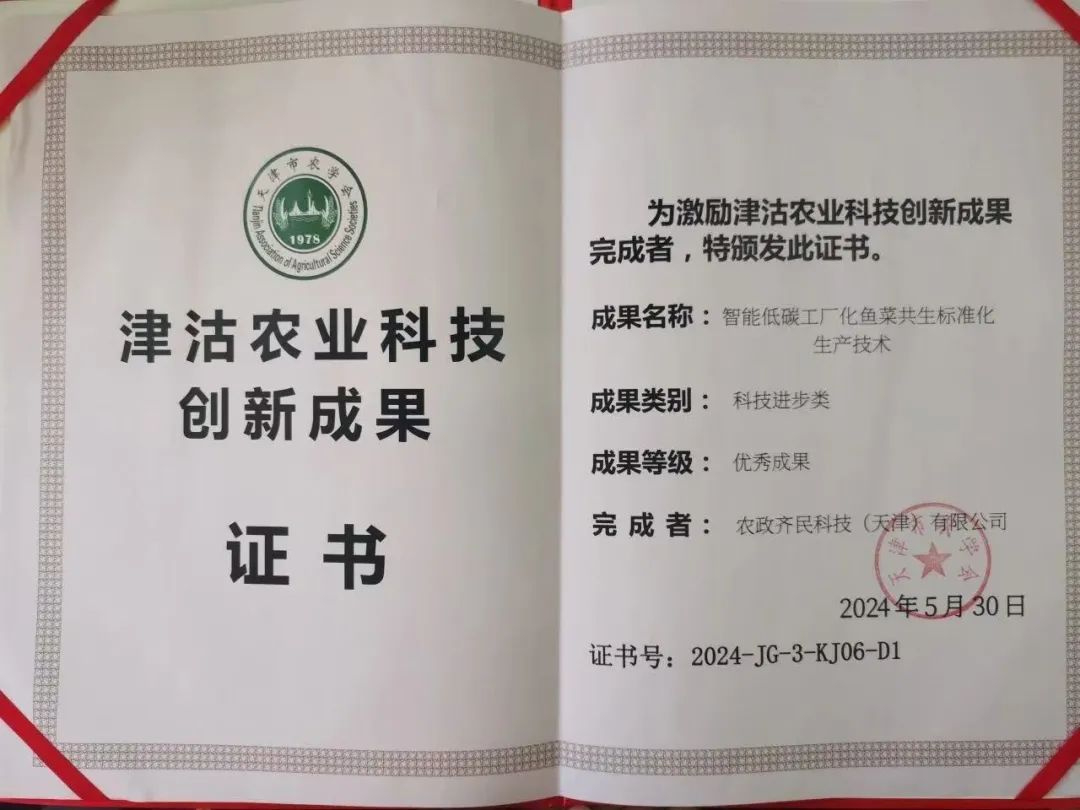 天津市农学会
1978
Tianjin Association of Agricultural Science Societies
津沽农业科技
创新成果
证书
为激励津沽农业科技创新成果
完成者，特颁发此证书。
成果名称：智能低碳工厂化鱼菜共生标准化
生产技术
成果类别：科技进步类
成果等级：优秀成果
完成者：农政齐民科技（天津）有限公司
天津市农学会
2024年5月30日
证书号：2024-JG-3-KJ06-D1